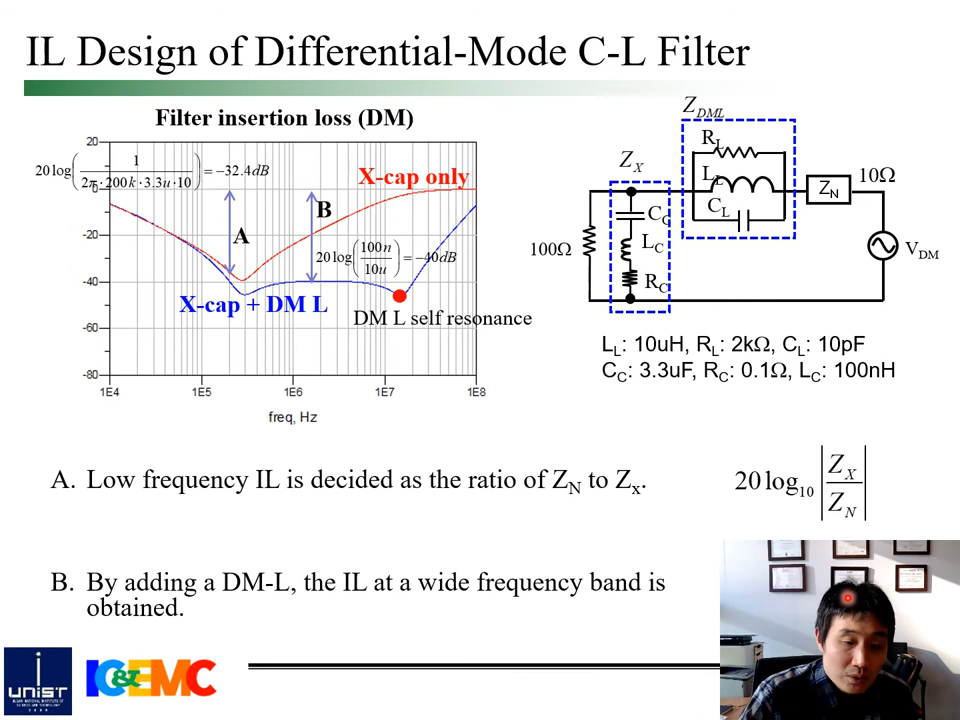 IL Design of Differential-Mode C-L Filter
Filter insertion loss (DM)
20
20 log(1 / 2π·200k·3.3u·10) = −32.4dB
X-cap only
A
B
-20
20 log(100n / 10u) = −40dB
-40
X-cap + DM L
DM L self resonance
-60
-80
1E4 1E5 1E6 1E7 1E8
freq, Hz
Z_DML
R_L
L_L
C_L
Z_X
C_C
L_C
R_C
Z_N
10Ω
100Ω
V_DM
L_L: 10uH, R_L: 2kΩ, C_L: 10pF
C_C: 3.3uF, R_C: 0.1Ω, L_C: 100nH
A. Low frequency IL is decided as the ratio of Z_N to Z_x.
20 log_10 |Z_X / Z_N|
B. By adding a DM-L, the IL at a wide frequency band is
obtained.
UNIST
IC&EMC